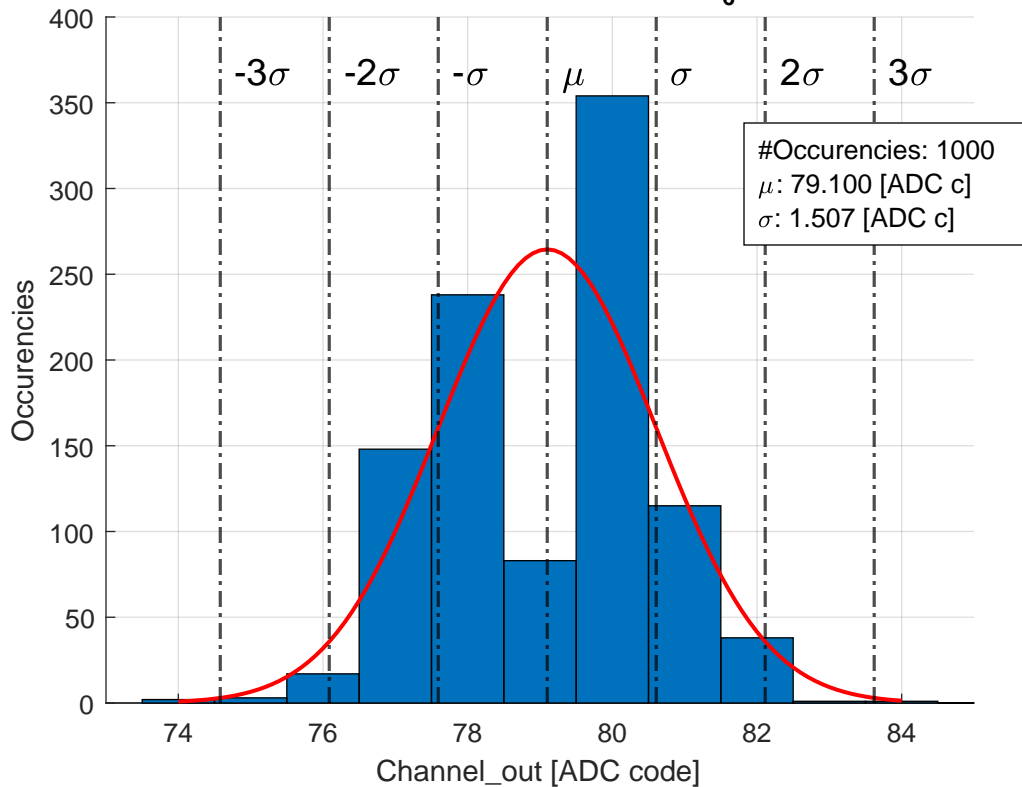 400
350
300
250
200
150
100
50
0
Occurencies
-3σ -2σ -σ μ σ 2σ 3σ
#Occurencies: 1000
μ: 79.100 [ADC c]
σ: 1.507 [ADC c]
74 76 78 80 82 84
Channel_out [ADC code]